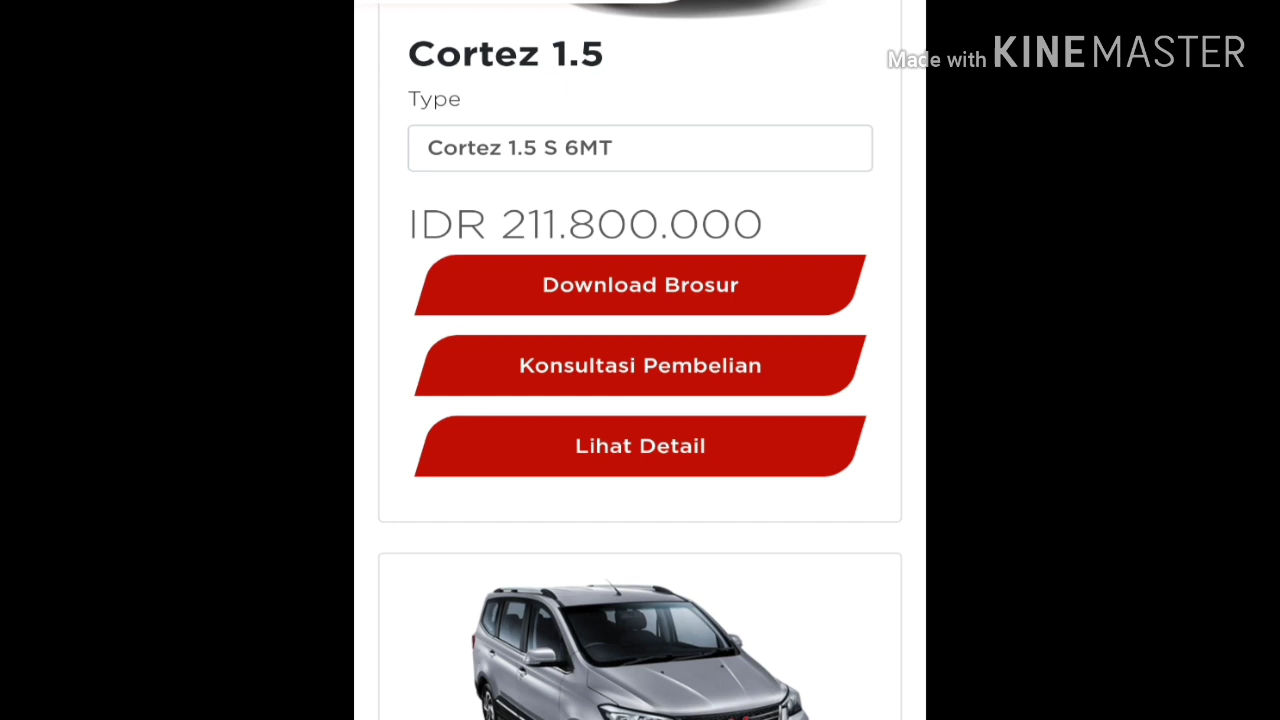 Made with KINEMASTER
Cortez 1.5
Type
Cortez 1.5 S 6MT
IDR 211.800.000
Download Brosur
Konsultasi Pembelian
Lihat Detail